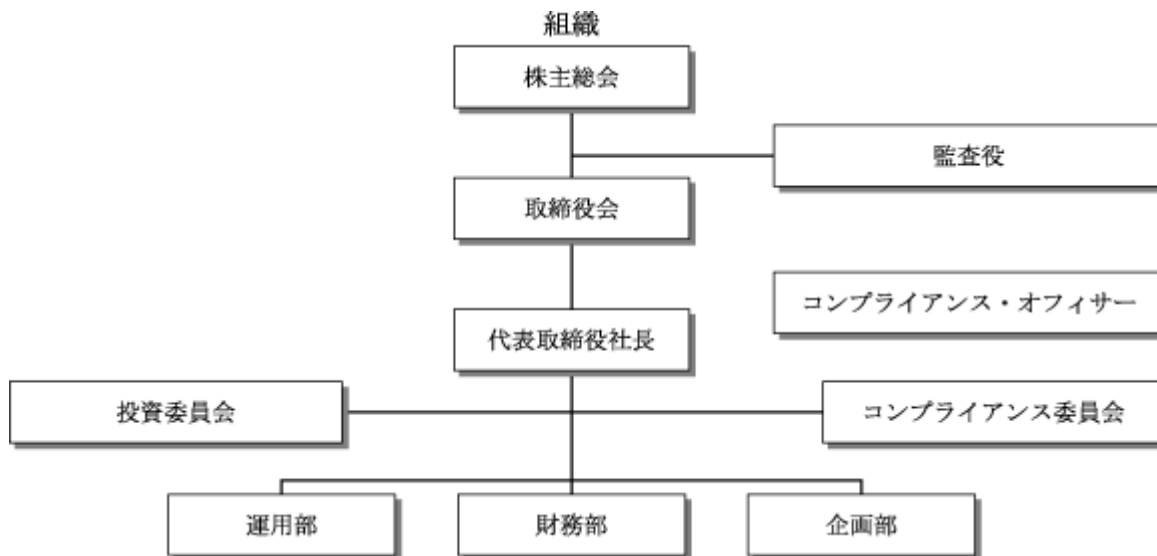 組織
株主総会
監査役
取締役会
コンプライアンス・オフィサー
代表取締役社長
投資委員会
コンプライアンス委員会
運用部
財務部
企画部